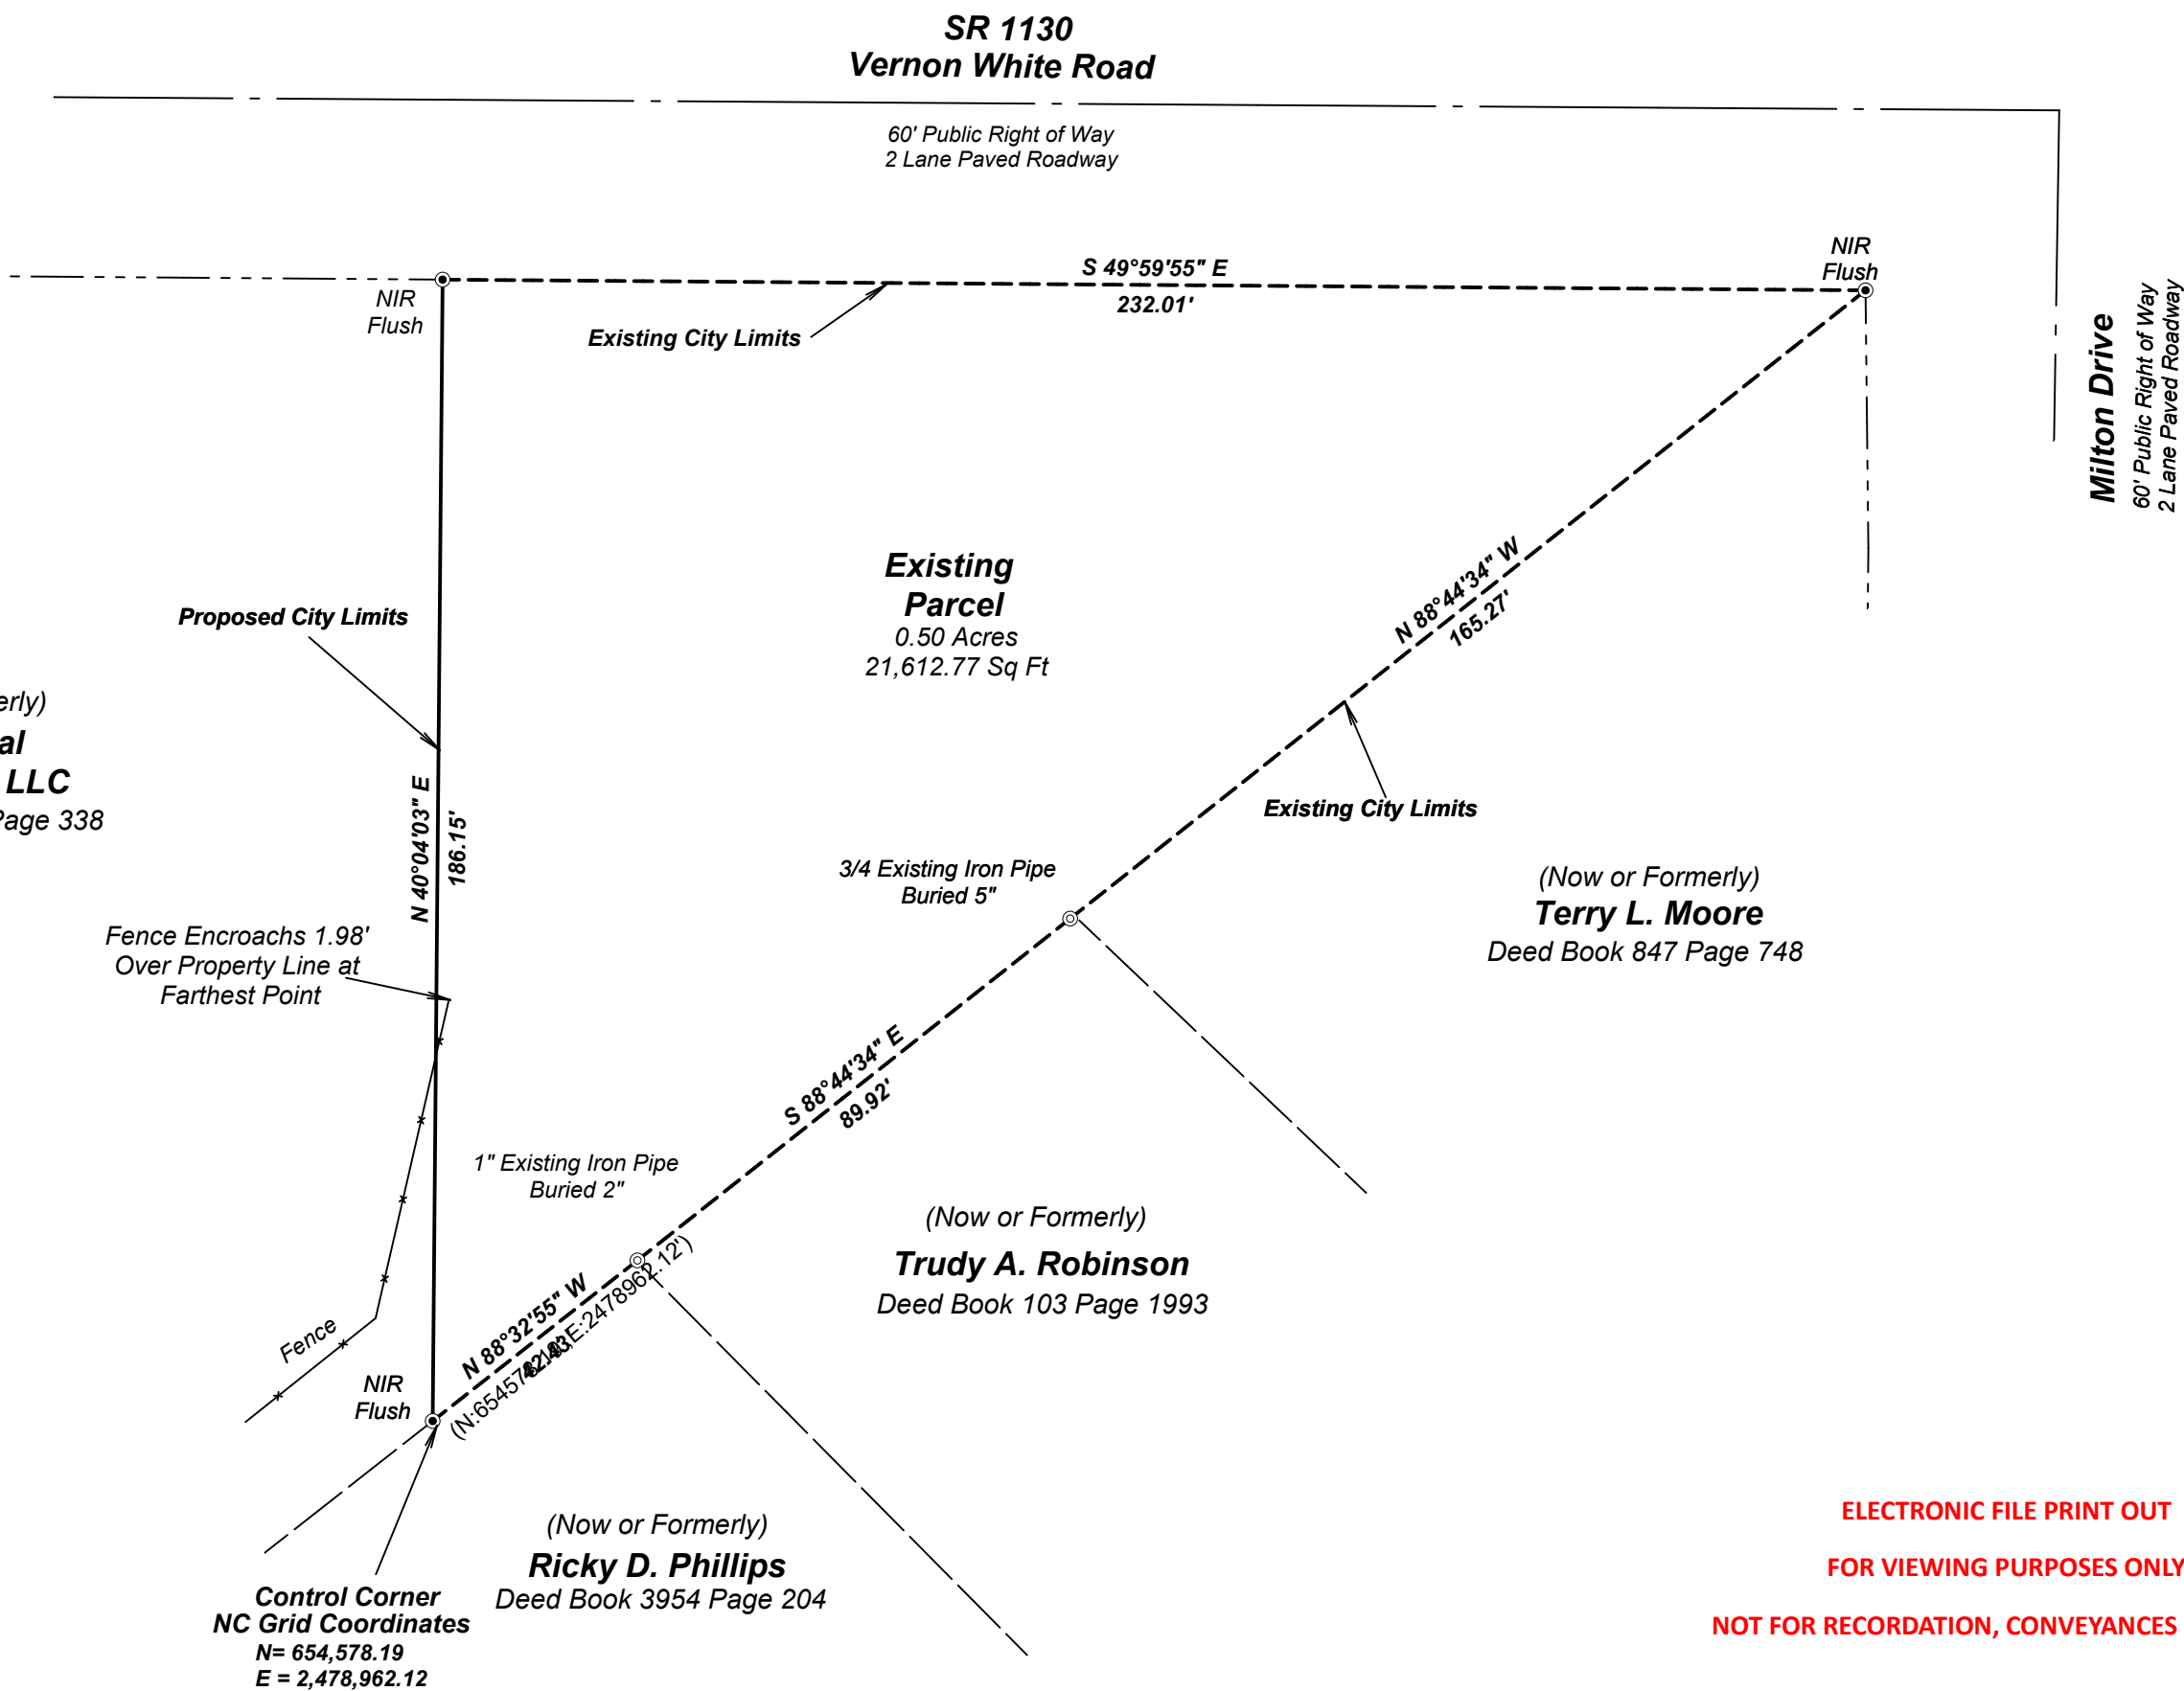 SR 1130
Vernon White Road
60' Public Right of Way
2 Lane Paved Roadway
S 49°59'55" E
232.01'
NIR
Flush
NIR
Flush
Existing City Limits
Milton Drive
60' Public Right of Way
2 Lane Paved Roadway
Existing
Parcel
0.50 Acres
21,612.77 Sq Ft
N 88°44'34" W
165.27'
Proposed City Limits
erly)
al
LLC
Page 338
N 40°04'03" E
186.15'
Existing City Limits
3/4 Existing Iron Pipe
Buried 5"
(Now or Formerly)
Terry L. Moore
Deed Book 847 Page 748
Fence Encroachs 1.98'
Over Property Line at
Farthest Point
S 88°44'34" E
89.92'
1" Existing Iron Pipe
Buried 2"
(Now or Formerly)
Trudy A. Robinson
Deed Book 103 Page 1993
N 88°32'55" W
(N:654578.19, E:2478962.12')
Fence
NIR
Flush
(Now or Formerly)
Ricky D. Phillips
Deed Book 3954 Page 204
Control Corner
NC Grid Coordinates
N= 654,578.19
E = 2,478,962.12
ELECTRONIC FILE PRINT OUT
FOR VIEWING PURPOSES ONLY
NOT FOR RECORDATION, CONVEYANCES